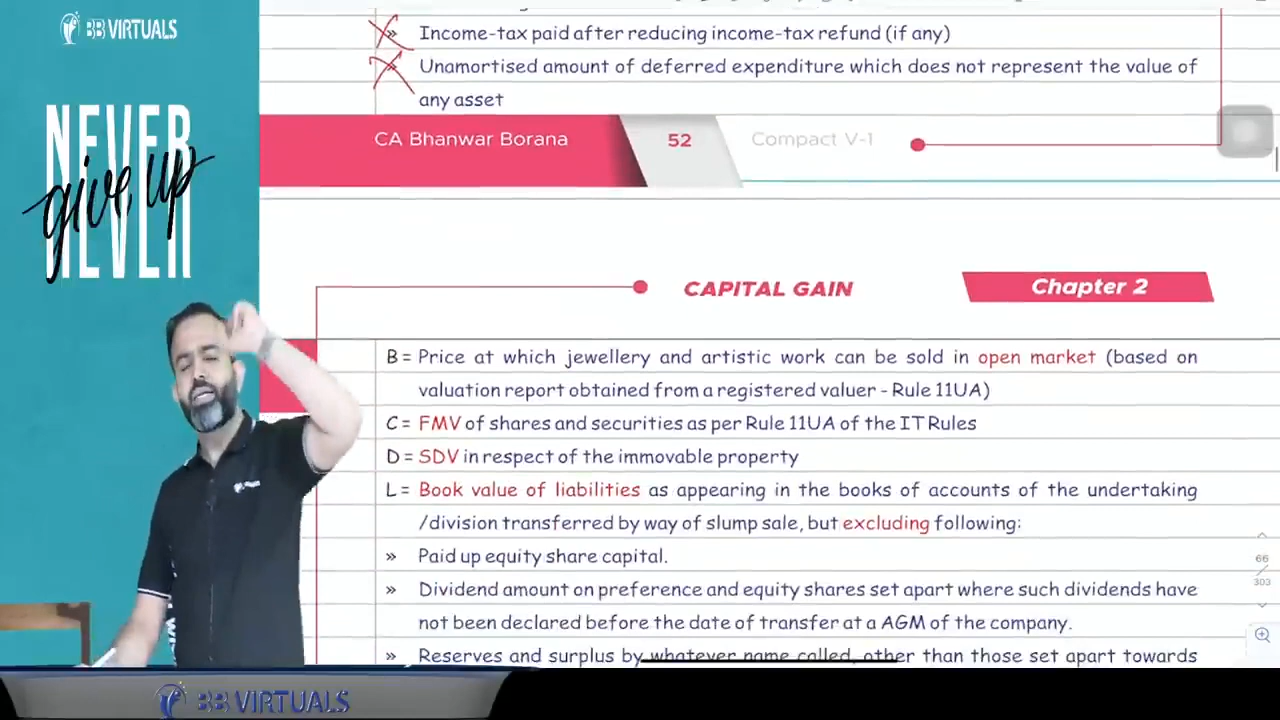 BB VIRTUALS
NEVER
give up
NEVER
» Income-tax paid after reducing income-tax refund (if any)
» Unamortised amount of deferred expenditure which does not represent the value of
any asset
CA Bhanwar Borana 52 Compact V-1
CAPITAL GAIN Chapter 2
B = Price at which jewellery and artistic work can be sold in open market (based on
valuation report obtained from a registered valuer - Rule 11UA)
C = FMV of shares and securities as per Rule 11UA of the IT Rules
D = SDV in respect of the immovable property
L = Book value of liabilities as appearing in the books of accounts of the undertaking
/division transferred by way of slump sale, but excluding following:
» Paid up equity share capital.
» Dividend amount on preference and equity shares set apart where such dividends have
not been declared before the date of transfer at a AGM of the company.
» Reserves and surplus by whatever name called, other than those set apart towards
66
303
BB VIRTUALS